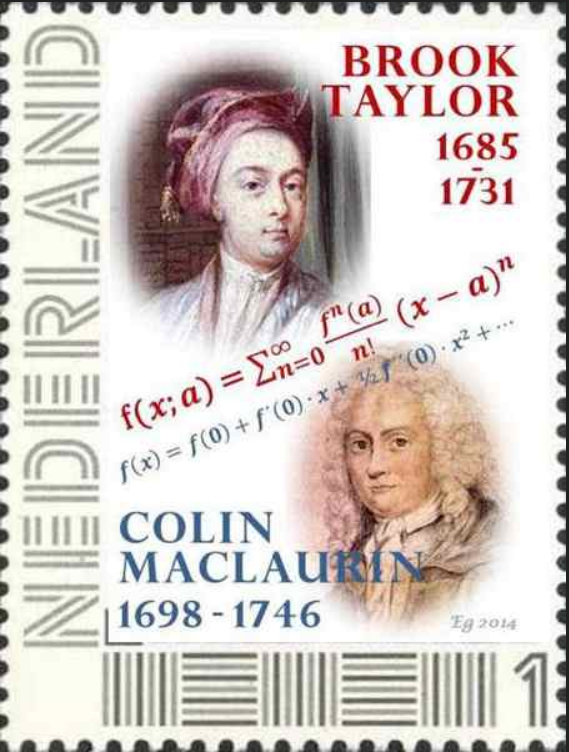 NEDERLAND
BROOK
TAYLOR
1685
-
1731
f(x; a) = ∑∞n=0 fⁿ(a)/n! (x − a)ⁿ
f(x) = f(0) + f′(0) · x + ½f″(0) · x² + ···
COLIN
MACLAURIN
1698 - 1746
Eg 2014
1